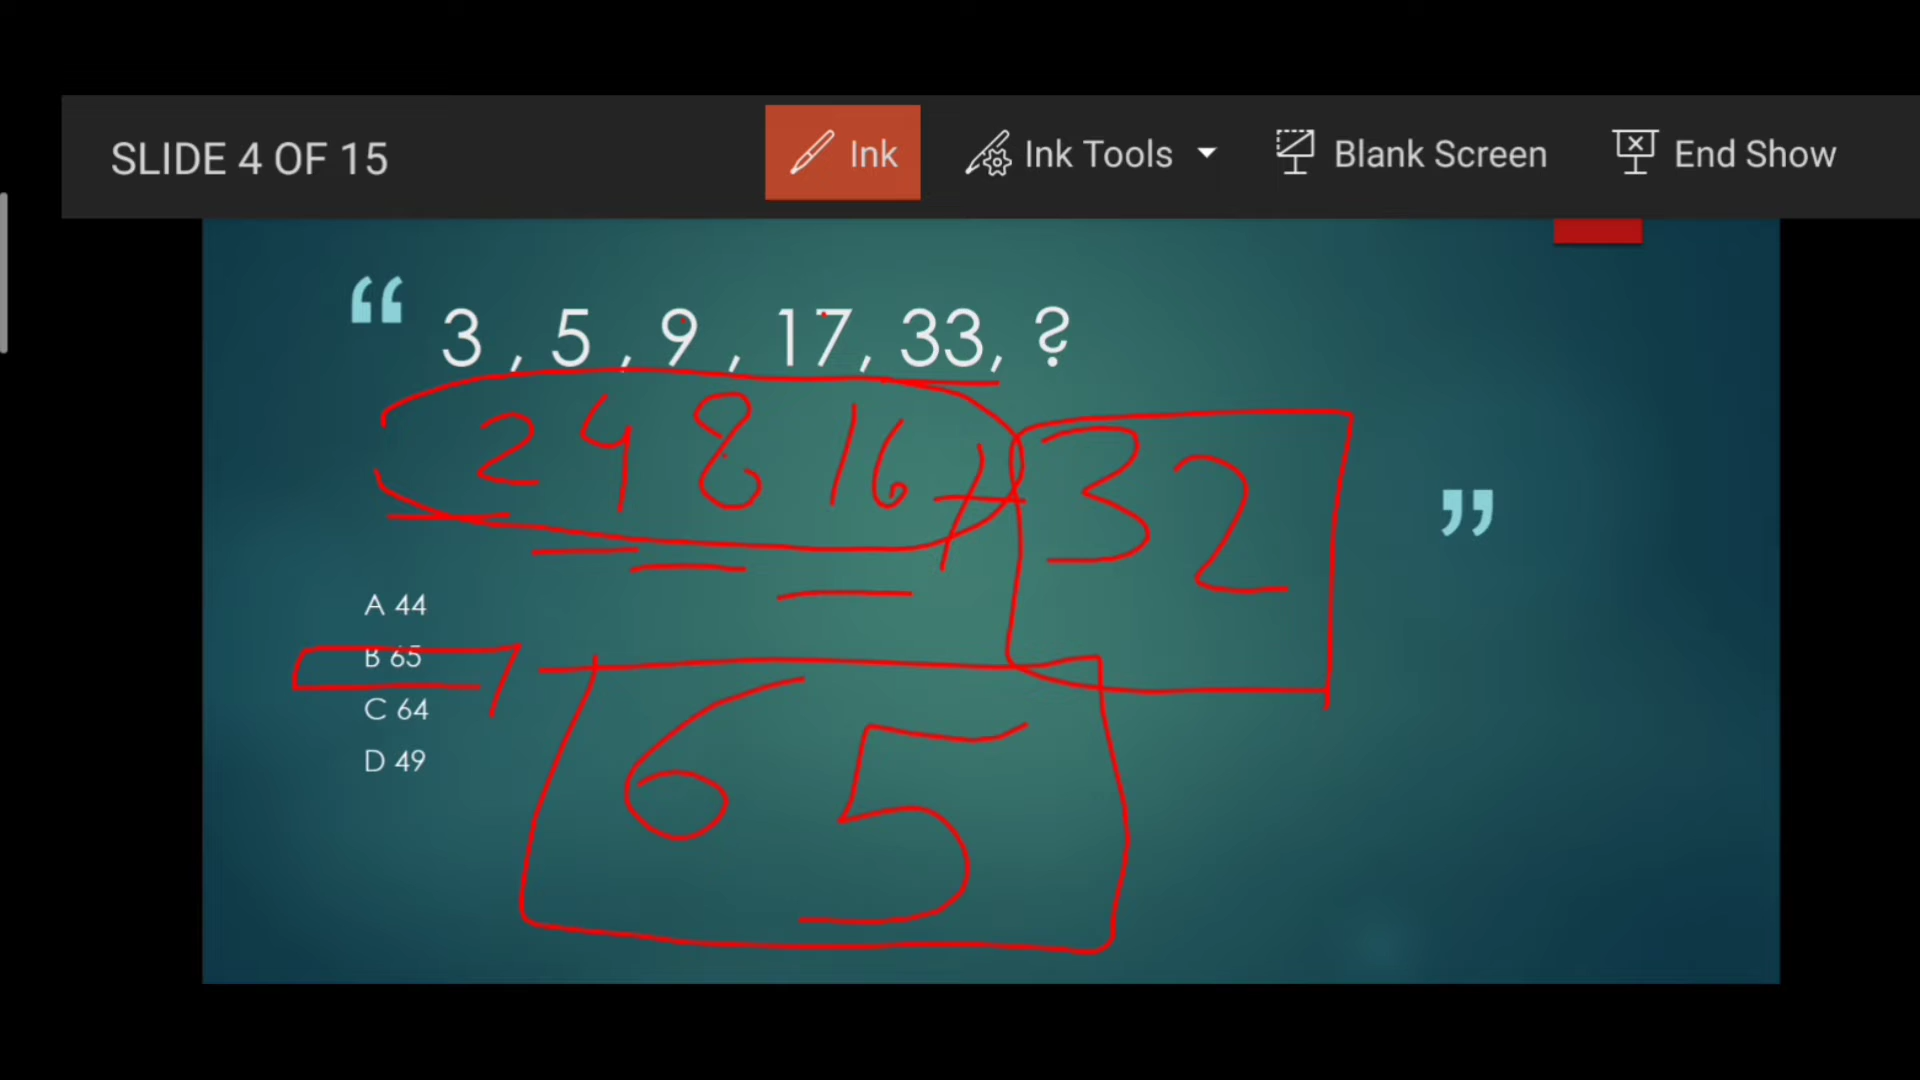 SLIDE 4 OF 15 Ink Ink Tools Blank Screen End Show
“ 3 , 5 , 9 , 17, 33, ?
2 4 8 16 + 32
”
A 44
B 65
C 64
D 49
65